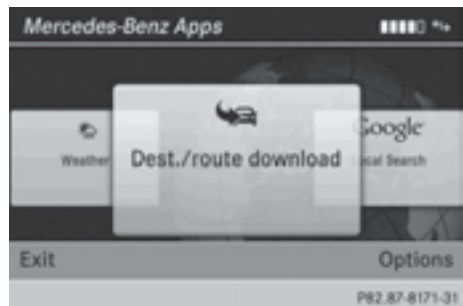 Mercedes-Benz Apps
Google
Weather
Dest./route download
Local Search
Exit
Options
P82.87-8171-31